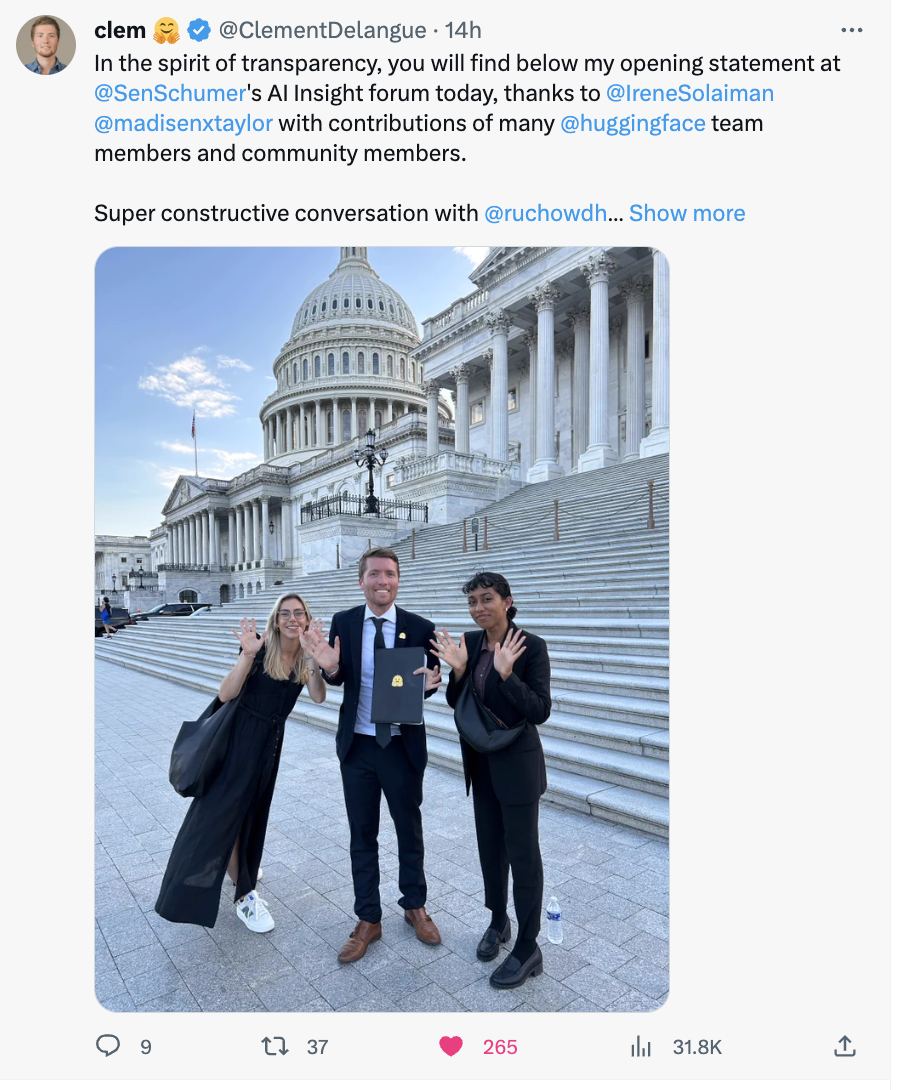 clem 🤗 @ClementDelangue · 14h
In the spirit of transparency, you will find below my opening statement at
@SenSchumer's AI Insight forum today, thanks to @IreneSolaiman
@madisenxtaylor with contributions of many @huggingface team
members and community members.
Super constructive conversation with @ruchowdh... Show more
9 37 265 31.8K